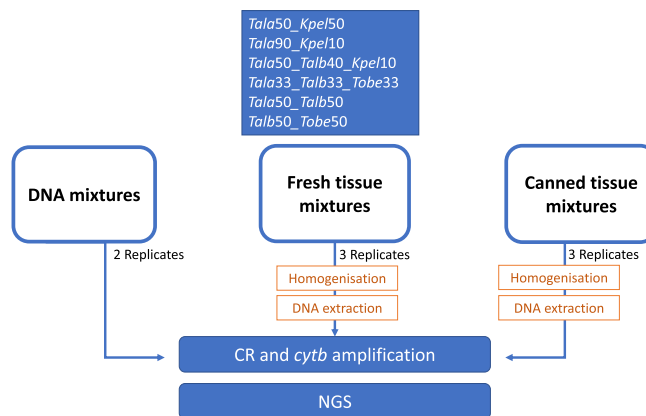 Tala50_Kpel50
Tala90_Kpel10
Tala50_Talb40_Kpel10
Tala33_Talb33_Tobe33
Tala50_Talb50
Talb50_Tobe50
DNA mixtures
Fresh tissue
mixtures
Canned tissue
mixtures
2 Replicates
3 Replicates
3 Replicates
Homogenisation
Homogenisation
DNA extraction
DNA extraction
CR and cytb amplification
NGS